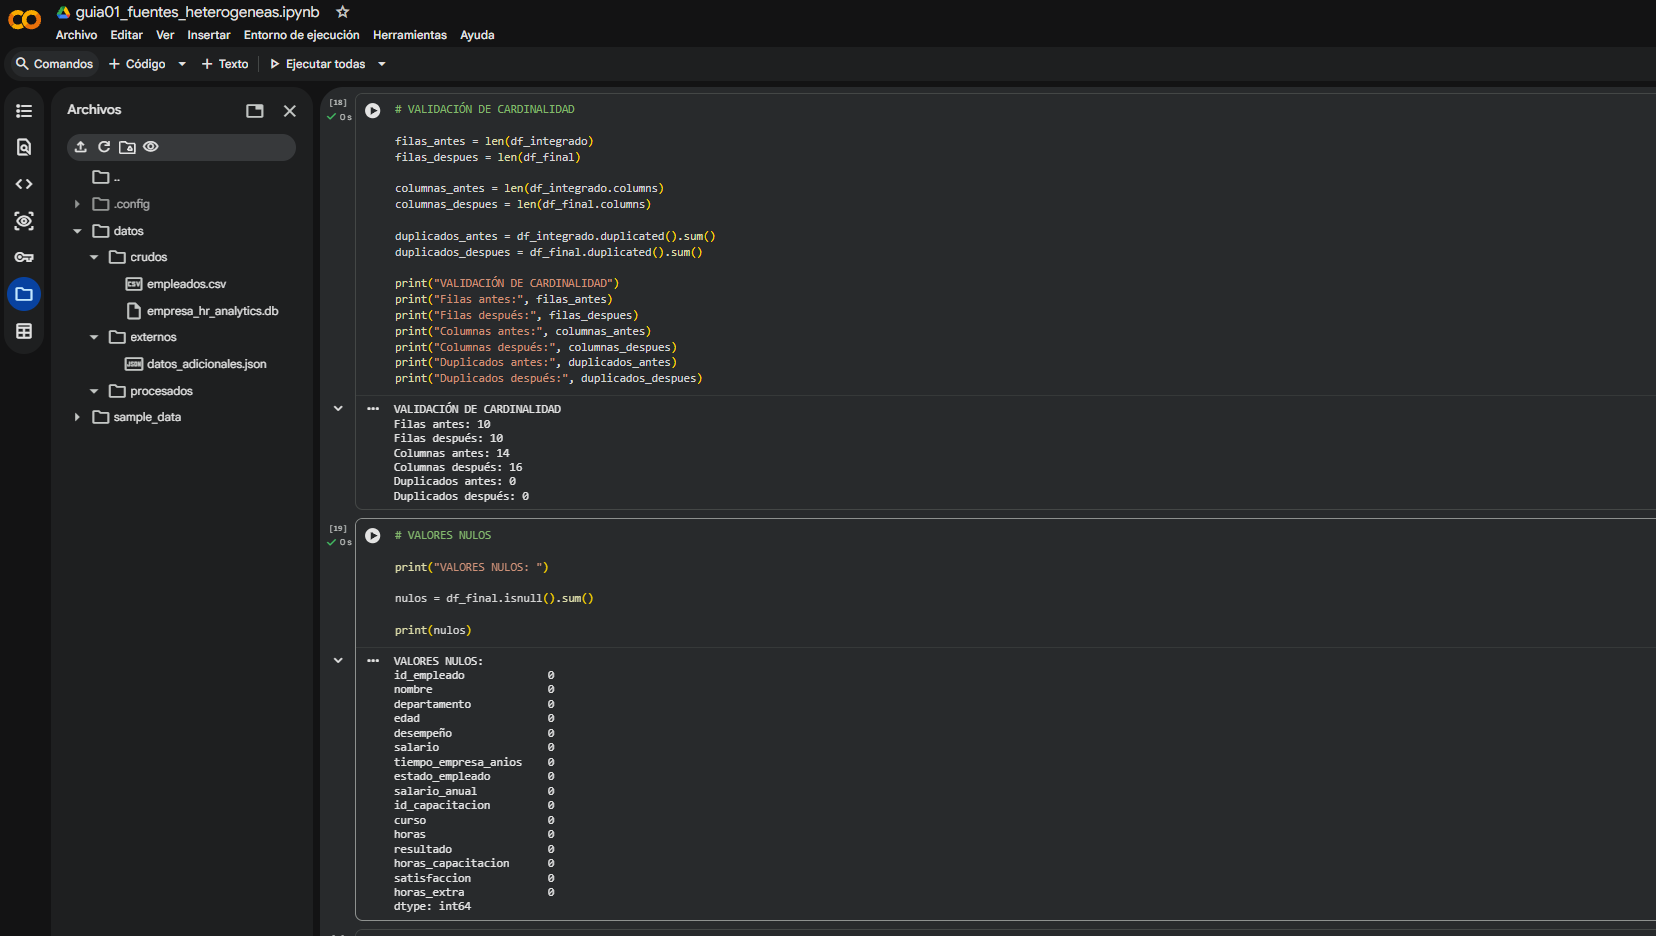 guia01_fuentes_heterogeneas.ipynb
Archivo Editar Ver Insertar Entorno de ejecución Herramientas Ayuda
Comandos + Código + Texto Ejecutar todas
Archivos
..
.config
datos
crudos
empleados.csv
empresa_hr_analytics.db
externos
datos_adicionales.json
procesados
sample_data
[18]
0 s
# VALIDACIÓN DE CARDINALIDAD
filas_antes = len(df_integrado)
filas_despues = len(df_final)
columnas_antes = len(df_integrado.columns)
columnas_despues = len(df_final.columns)
duplicados_antes = df_integrado.duplicated().sum()
duplicados_despues = df_final.duplicated().sum()
print("VALIDACIÓN DE CARDINALIDAD")
print("Filas antes:", filas_antes)
print("Filas después:", filas_despues)
print("Columnas antes:", columnas_antes)
print("Columnas después:", columnas_despues)
print("Duplicados antes:", duplicados_antes)
print("Duplicados después:", duplicados_despues)
VALIDACIÓN DE CARDINALIDAD
Filas antes: 10
Filas después: 10
Columnas antes: 14
Columnas después: 16
Duplicados antes: 0
Duplicados después: 0
[19]
0 s
# VALORES NULOS
print("VALORES NULOS: ")
nulos = df_final.isnull().sum()
print(nulos)
VALORES NULOS:
id_empleado 0
nombre 0
departamento 0
edad 0
desempeño 0
salario 0
tiempo_empresa_anios 0
estado_empleado 0
salario_anual 0
id_capacitacion 0
curso 0
horas 0
resultado 0
horas_capacitacion 0
satisfaccion 0
horas_extra 0
dtype: int64